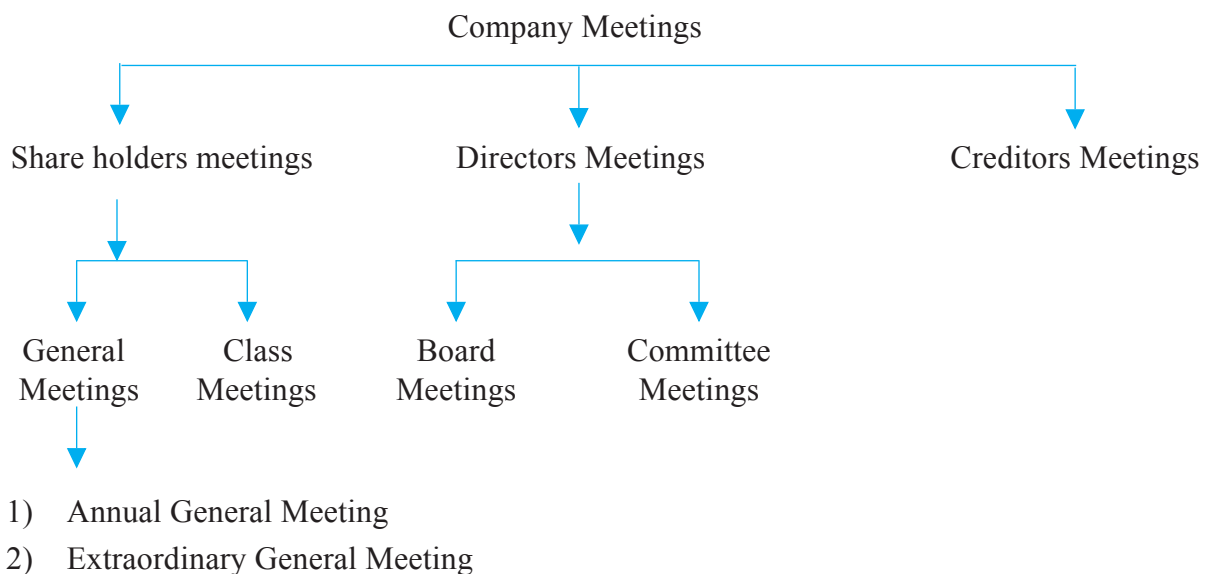 Company Meetings
Share holders meetings
Directors Meetings
Creditors Meetings
General
Meetings
Class
Meetings
Board
Meetings
Committee
Meetings
1) Annual General Meeting
2) Extraordinary General Meeting